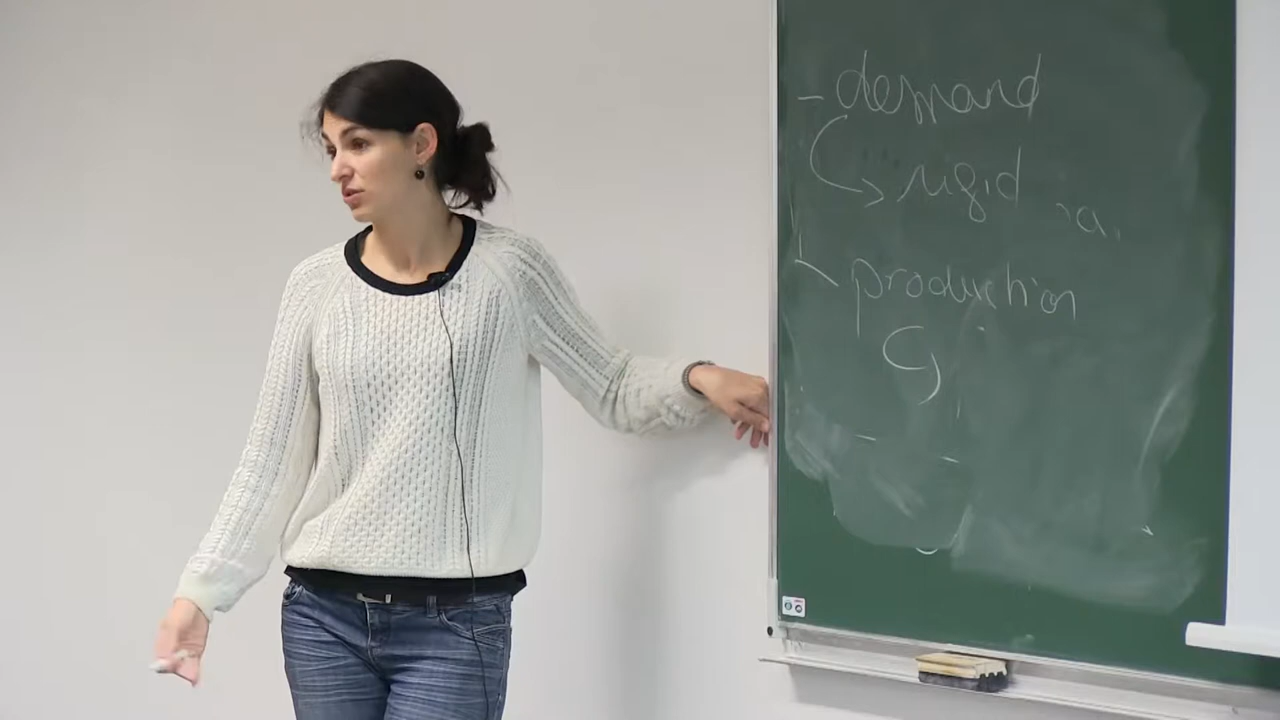 - demand
rigid
production